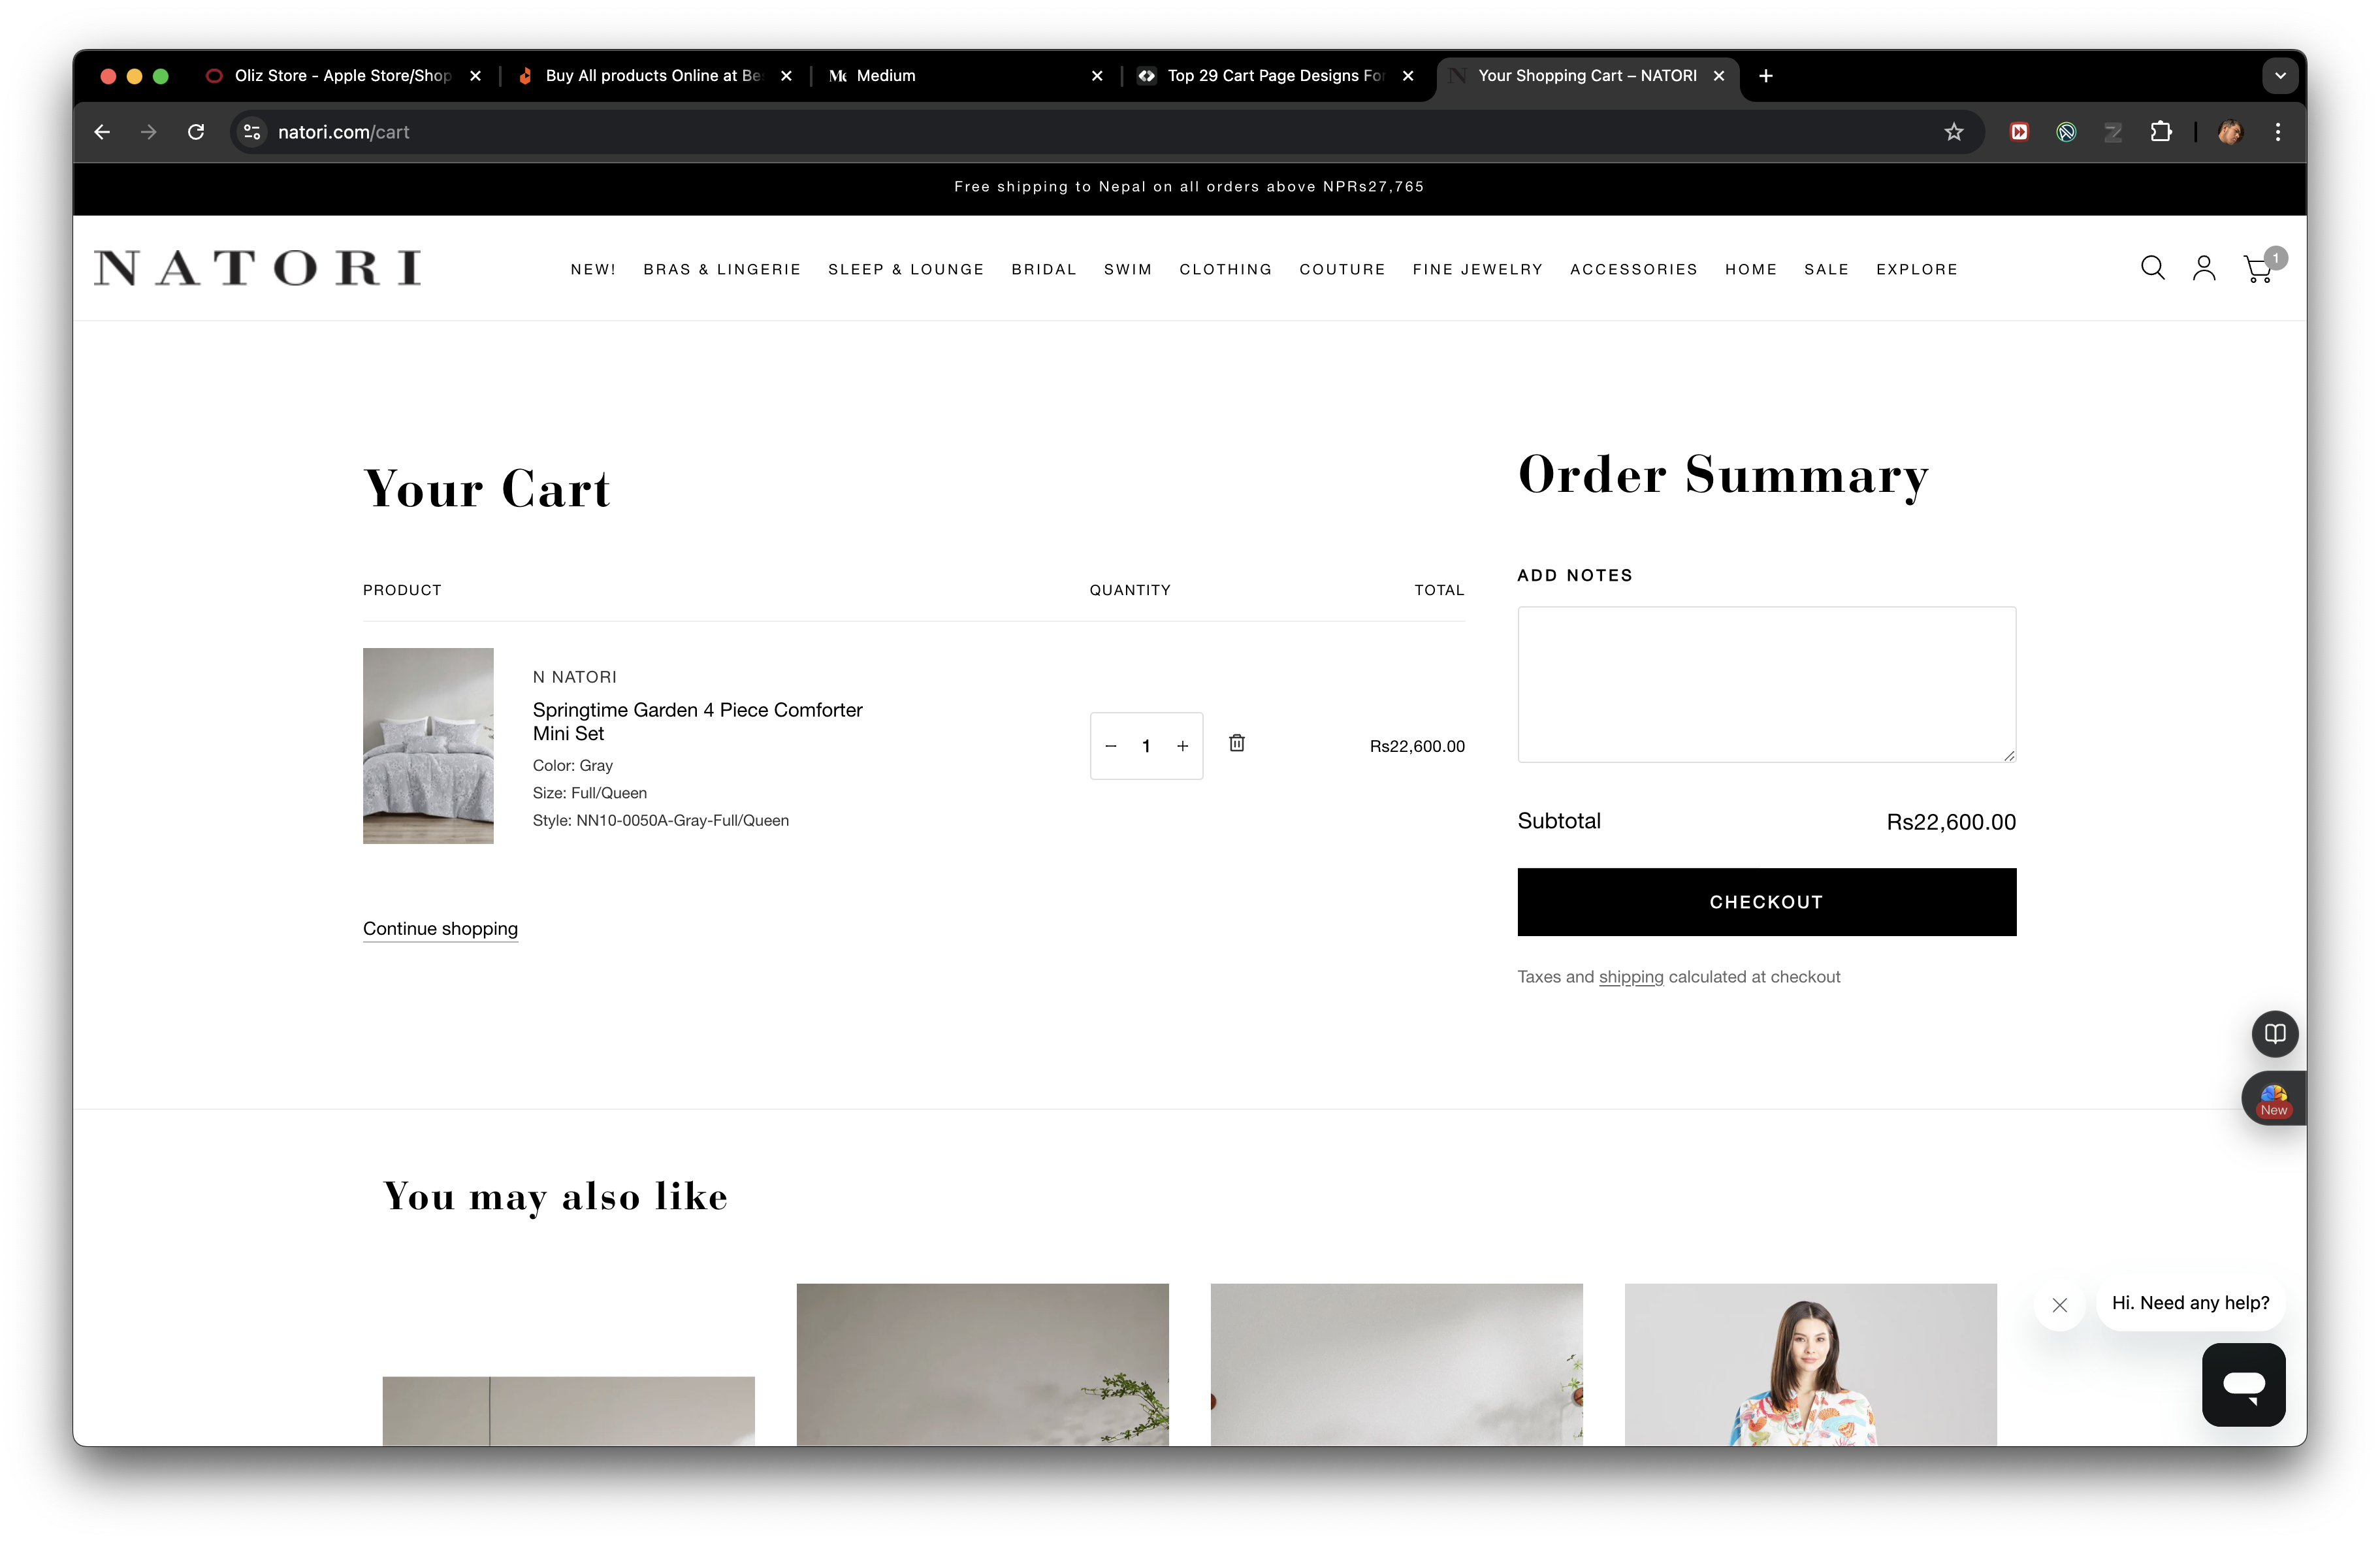 Oliz Store - Apple Store/Shop
Buy All products Online at Be
Medium
Top 29 Cart Page Designs For
Your Shopping Cart – NATORI
natori.com/cart
Free shipping to Nepal on all orders above NPRs27,765
NATORI
NEW! BRAS & LINGERIE SLEEP & LOUNGE BRIDAL SWIM CLOTHING COUTURE FINE JEWELRY ACCESSORIES HOME SALE EXPLORE
1
Your Cart
PRODUCT QUANTITY TOTAL
N NATORI
Springtime Garden 4 Piece Comforter
Mini Set
Color: Gray
Size: Full/Queen
Style: NN10-0050A-Gray-Full/Queen
− 1 +
Rs22,600.00
Continue shopping
Order Summary
ADD NOTES
Subtotal Rs22,600.00
CHECKOUT
Taxes and shipping calculated at checkout
New
You may also like
Hi. Need any help?